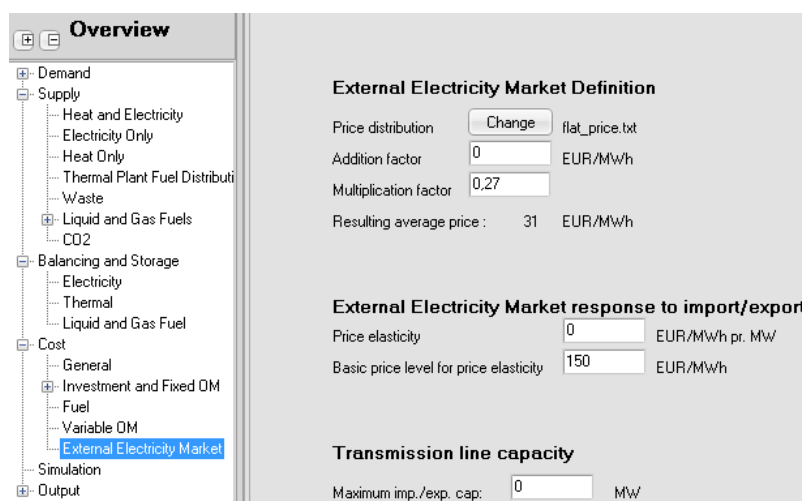 Overview
Demand
Supply
Heat and Electricity
Electricity Only
Heat Only
Thermal Plant Fuel Distributi
Waste
Liquid and Gas Fuels
CO2
Balancing and Storage
Electricity
Thermal
Liquid and Gas Fuel
Cost
General
Investment and Fixed OM
Fuel
Variable OM
External Electricity Market
Simulation
Output
External Electricity Market Definition
Price distribution Change flat_price.txt
Addition factor 0 EUR/MWh
Multiplication factor 0,27
Resulting average price : 31 EUR/MWh
External Electricity Market response to import/export
Price elasticity 0 EUR/MWh pr. MW
Basic price level for price elasticity 150 EUR/MWh
Transmission line capacity
Maximum imp./exp. cap: 0 MW